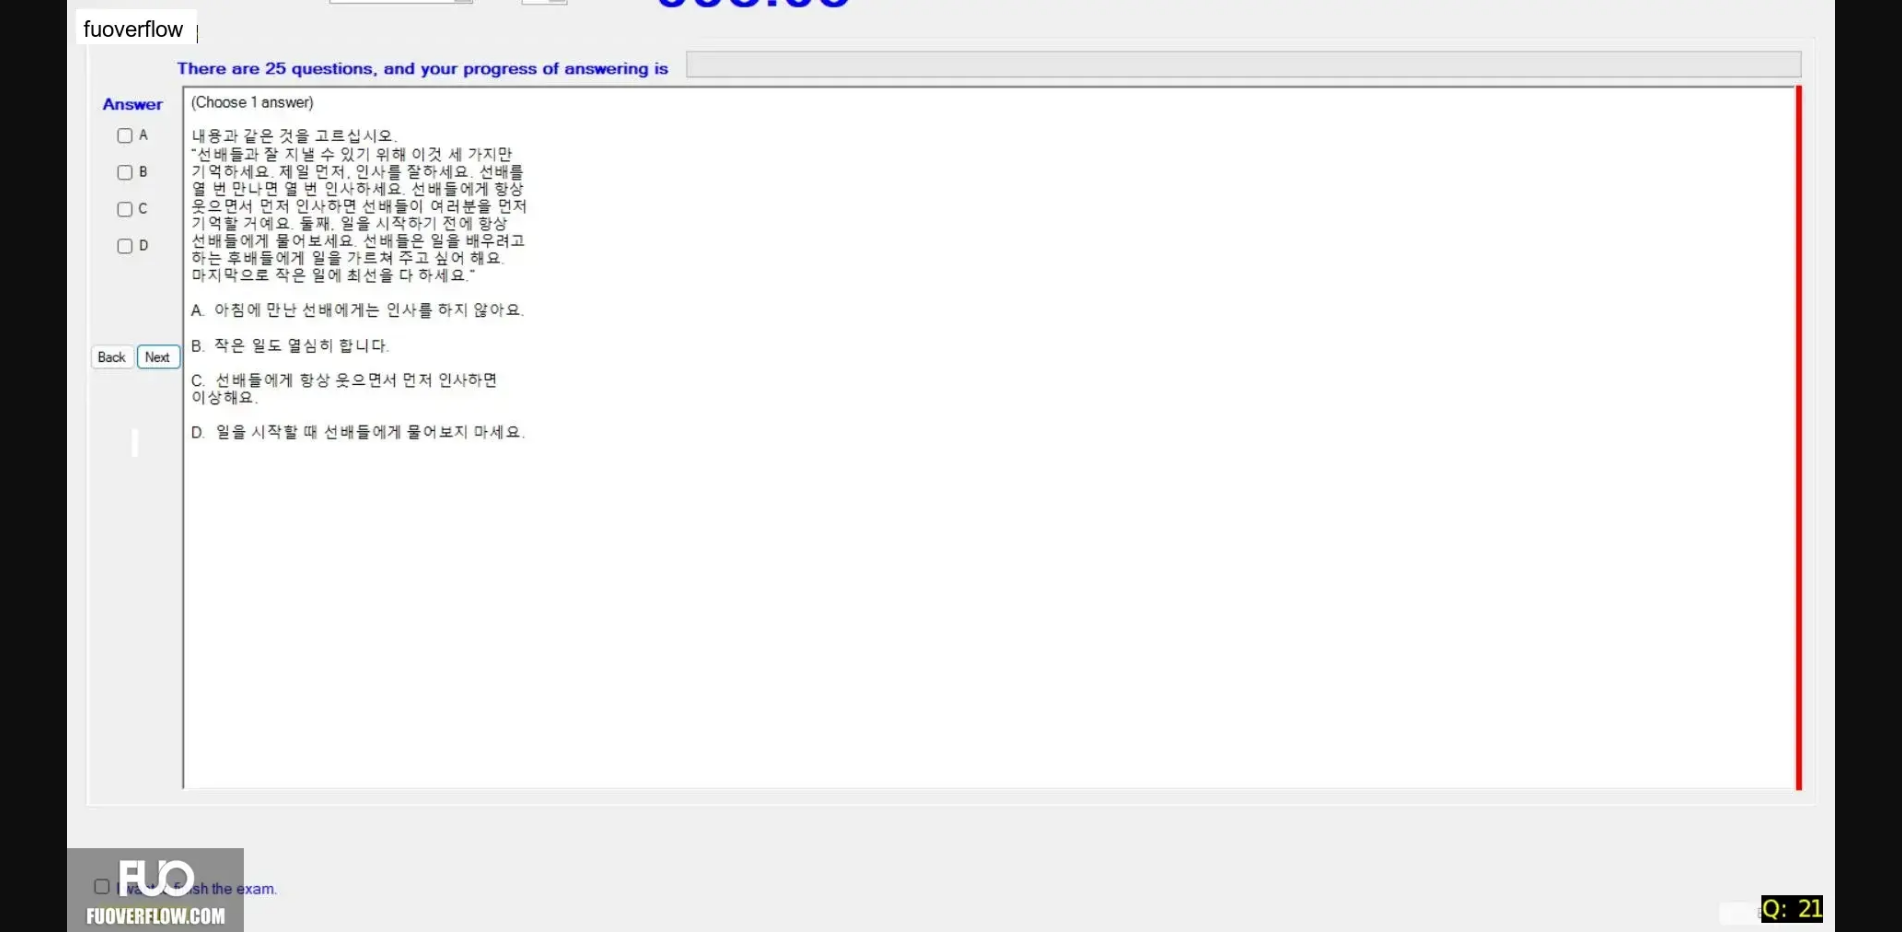 fuoverflow
There are 25 questions, and your progress of answering is
Answer
(Choose 1 answer)
A
B
C
D
내용과 같은 것을 고르십시오.
"선배들과 잘 지낼 수 있기 위해 이것 세 가지만
기억하세요. 제일 먼저, 인사를 잘하세요. 선배를
열 번 만나면 열 번 인사하세요. 선배들에게 항상
웃으면서 먼저 인사하면 선배들이 여러분을 먼저
기억할 거예요. 둘째, 일을 시작하기 전에 항상
선배들에게 물어보세요. 선배들은 일을 배우려고
하는 후배들에게 일을 가르쳐 주고 싶어 해요.
마지막으로 작은 일에 최선을 다 하세요."
A. 아침에 만난 선배에게는 인사를 하지 않아요.
B. 작은 일도 열심히 합니다.
Back Next
C. 선배들에게 항상 웃으면서 먼저 인사하면
이상해요.
D. 일을 시작할 때 선배들에게 물어보지 마세요.
FUO
the exam.
FUOVERFLOW.COM
Q: 21